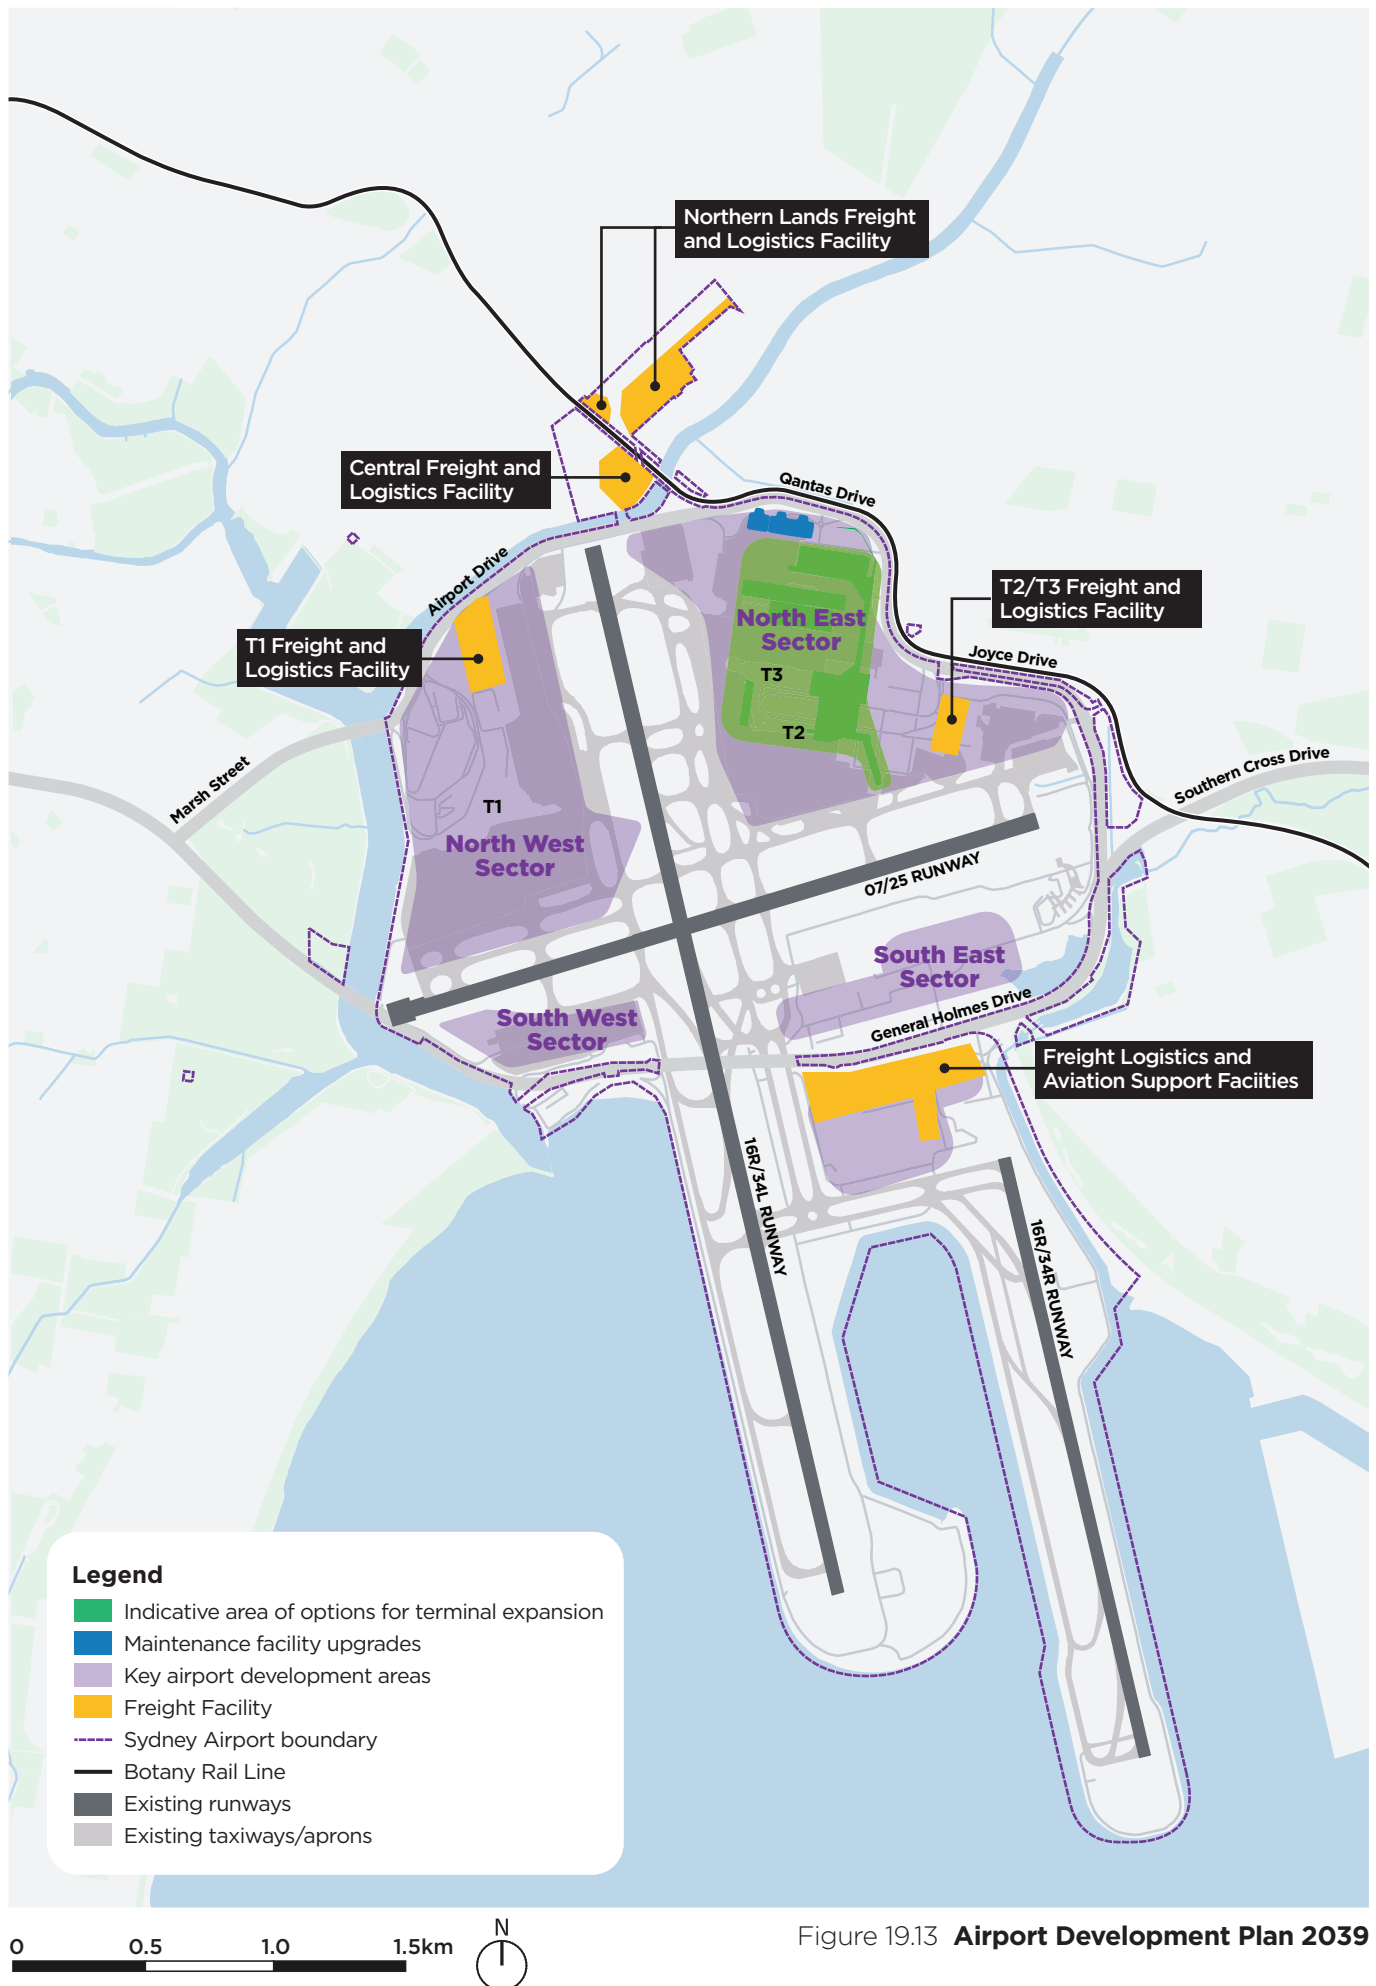 Northern Lands Freight
and Logistics Facility
Central Freight and
Logistics Facility
Qantas Drive
Airport Drive
T2/T3 Freight and
Logistics Facility
North East
Sector
T1 Freight and
Logistics Facility
Joyce Drive
T3
T2
Marsh Street
Southern Cross Drive
T1
North West
Sector
07/25 RUNWAY
South East
Sector
South West
Sector
General Holmes Drive
Freight Logistics and
Aviation Support Faciities
16R/34L RUNWAY
16R/34R RUNWAY
Legend
Indicative area of options for terminal expansion
Maintenance facility upgrades
Key airport development areas
Freight Facility
Sydney Airport boundary
Botany Rail Line
Existing runways
Existing taxiways/aprons
0 0.5 1.0 1.5km
N
Figure 19.13 Airport Development Plan 2039